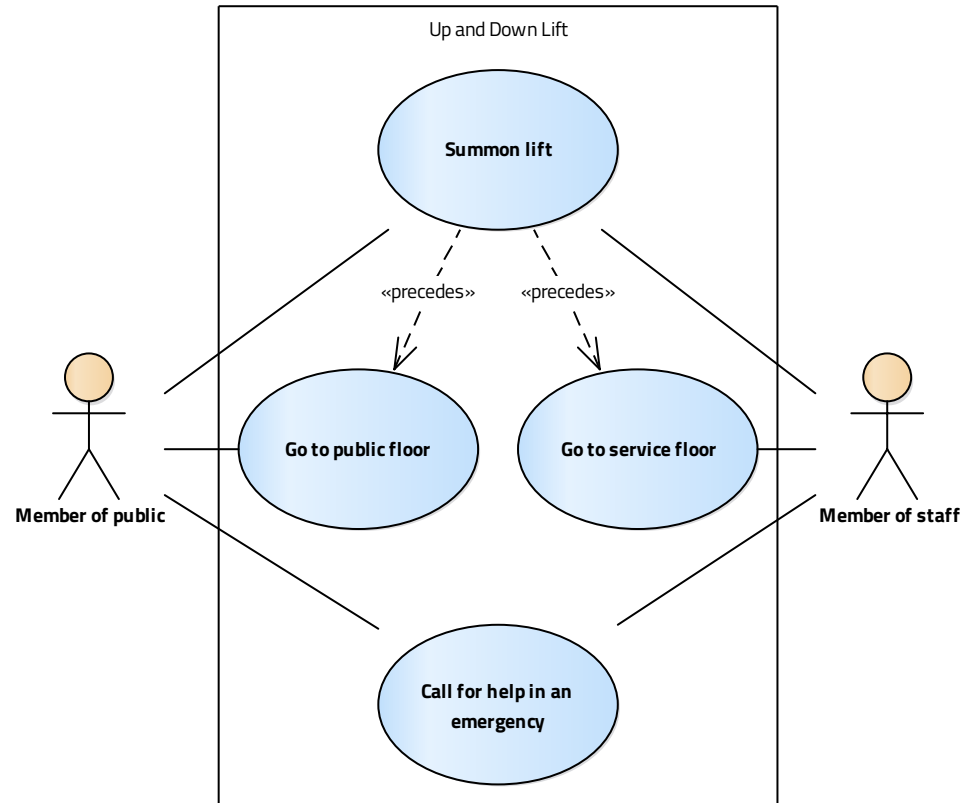 Up and Down Lift
Summon lift
«precedes»
«precedes»
Go to public floor
Go to service floor
Member of public
Member of staff
Call for help in an
emergency